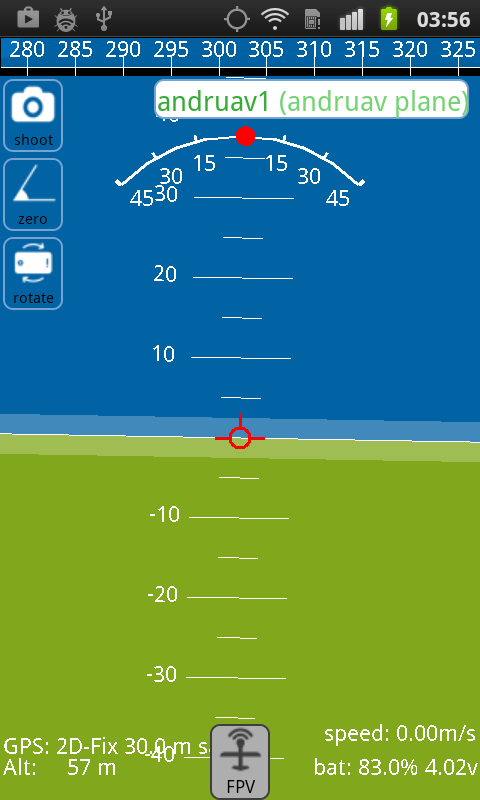 03:56
280 285 290 295 300 305 310 315 320 325
andruav1 (andruav plane)
shoot
45 30 15 15 30 45
zero
30
rotate
20
10
-10
-20
-30
speed: 0.00m/s
GPS: 2D-Fix 30.0 m
-40
Alt: 57 m
bat: 83.0% 4.02v
FPV